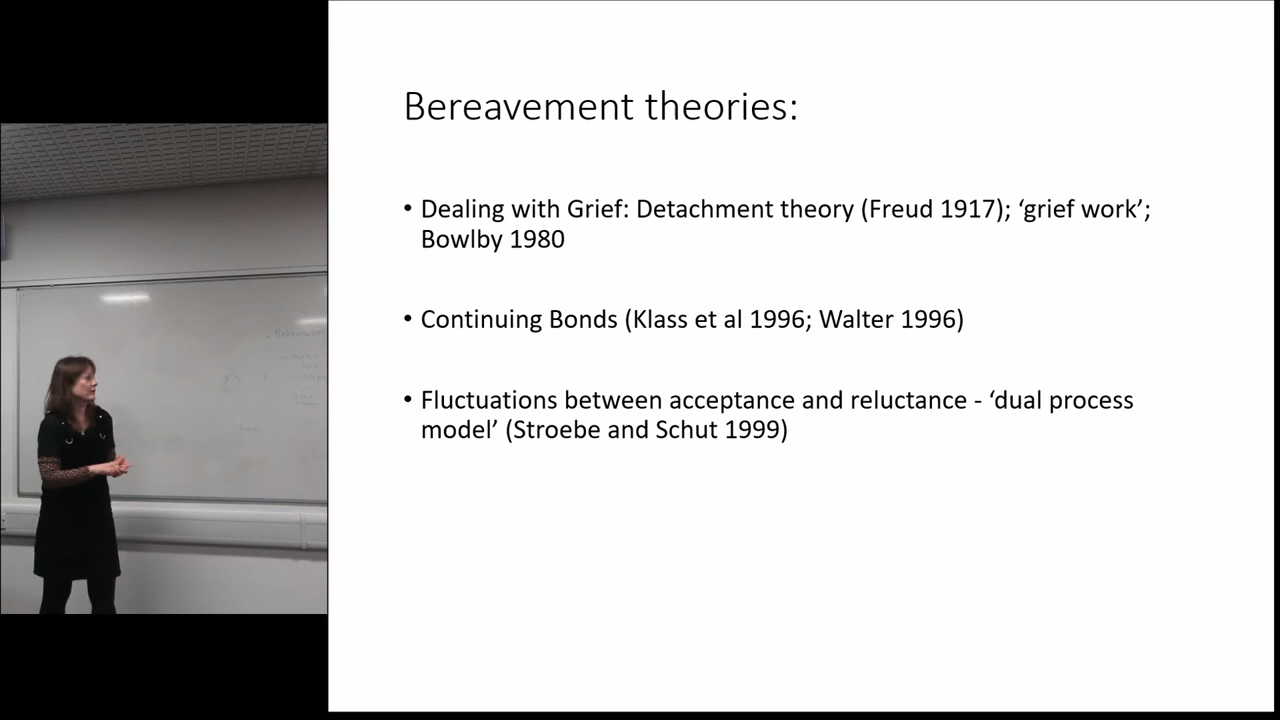 Bereavement theories:
• Dealing with Grief: Detachment theory (Freud 1917); ‘grief work’;
Bowlby 1980
• Continuing Bonds (Klass et al 1996; Walter 1996)
• Fluctuations between acceptance and reluctance - ‘dual process
model’ (Stroebe and Schut 1999)